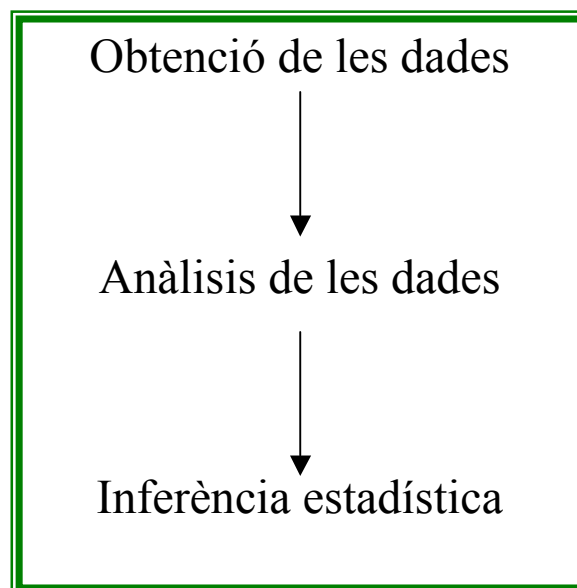 Obtenció de les dades
Anàlisis de les dades
Inferència estadística